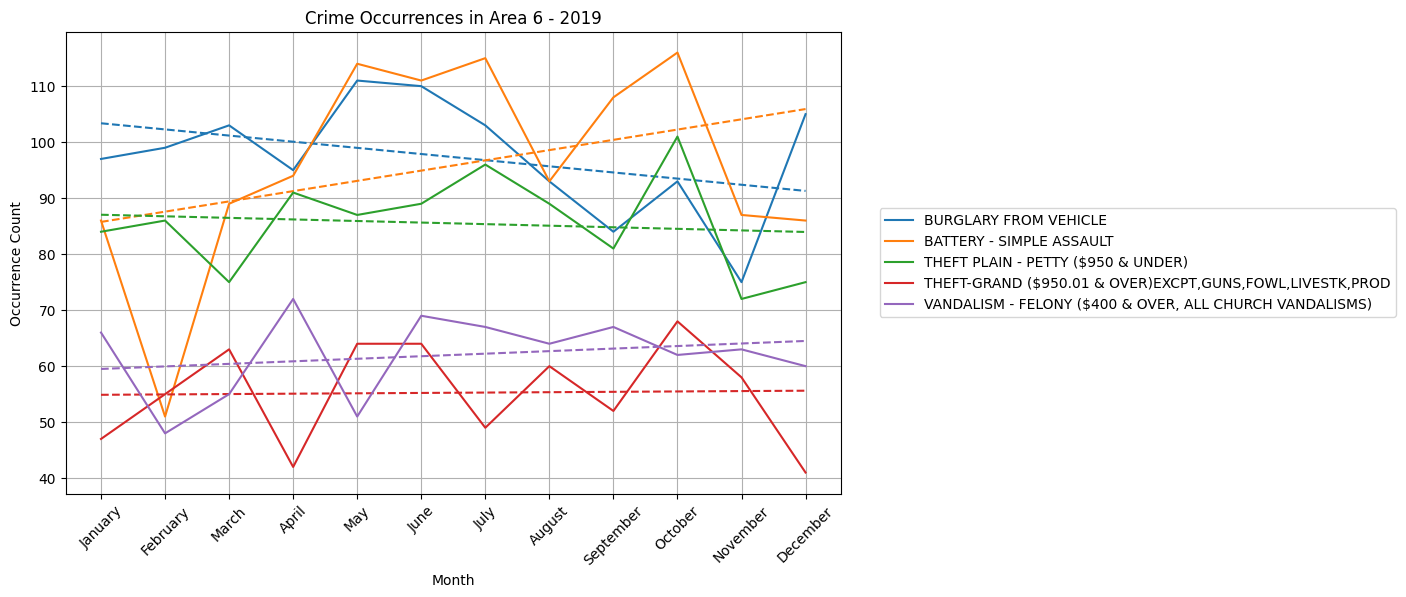 Crime Occurrences in Area 6 - 2019
Occurrence Count
110
100
90
80
70
60
50
40
January
February
March
April
May
June
July
August
September
October
November
December
Month
BURGLARY FROM VEHICLE
BATTERY - SIMPLE ASSAULT
THEFT PLAIN - PETTY ($950 & UNDER)
THEFT-GRAND ($950.01 & OVER)EXCPT,GUNS,FOWL,LIVESTK,PROD
VANDALISM - FELONY ($400 & OVER, ALL CHURCH VANDALISMS)